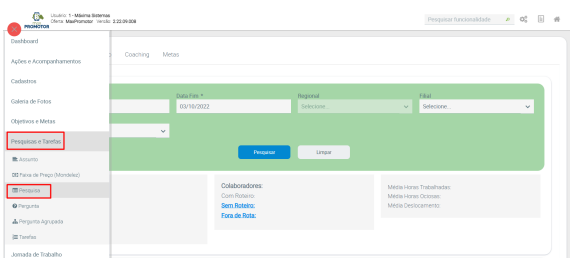 Usuário: 1 - Máxima Sistemas
Cliente: MaxPromotor Versão: 2.22.09.008
PROMOTOR
Pesquisar funcionalidade
Dashboard
Ações e Acompanhamentos
Coaching Metas
Cadastros
Galeria de Fotos
Data Fim * Regional Filial
03/10/2022 Selecione... Selecione...
Objetivos e Metas
Pesquisas e Tarefas
Pesquisar Limpar
Assunto
Faixa de Preço (Mondelez)
Pesquisa
Pergunta
Pergunta Agrupada
Tarefas
Jornada de Trabalho
Colaboradores:
Com Roteiro:
Sem Roteiro:
Fora de Rota:
Média Horas Trabalhadas:
Média Horas Ociosas:
Média Deslocamento: